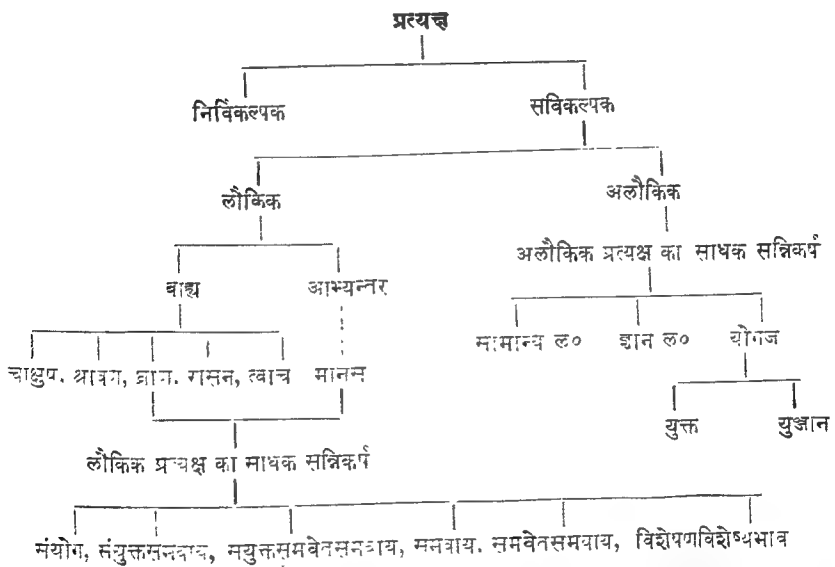 प्रत्यक्ष
निर्विकल्पक सविकल्पक
लौकिक अलौकिक
अलौकिक प्रत्यक्ष का साधक सन्निकर्ष
बाह्य आभ्यन्तर
सामान्य ल० ज्ञान ल० योगज
चाक्षुष, श्रावण, घ्राण, रासन, त्वाच मानस
युक्त युञ्जान
लौकिक प्रत्यक्ष का साधक सन्निकर्ष
संयोग, संयुक्तसमवाय, संयुक्तसमवेतसमवाय, समवाय, समवेतसमवाय, विशेषणविशेष्यभाव